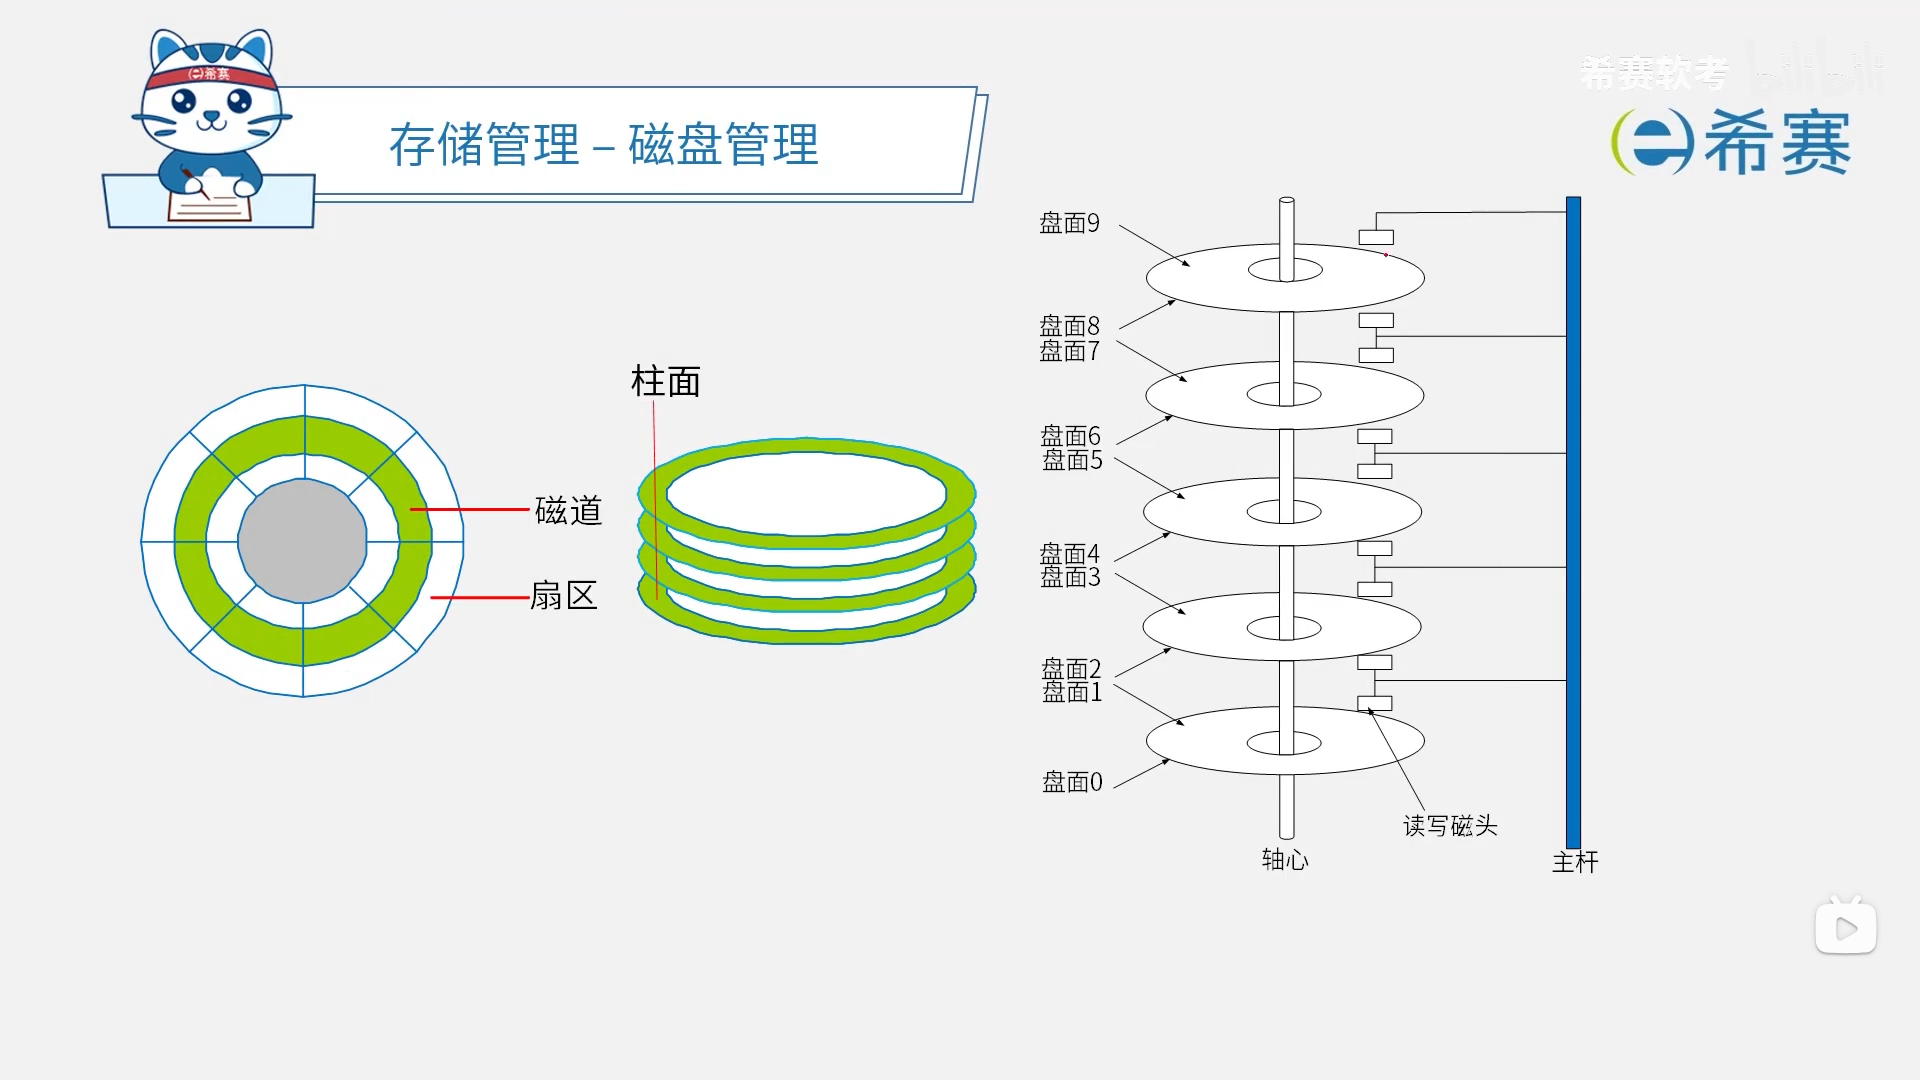 希赛
存储管理 – 磁盘管理
希赛软考 bilibili
希赛
盘面9
盘面8
盘面7
盘面6
盘面5
盘面4
盘面3
盘面2
盘面1
盘面0
读写磁头
轴心
主杆
柱面
磁道
扇区